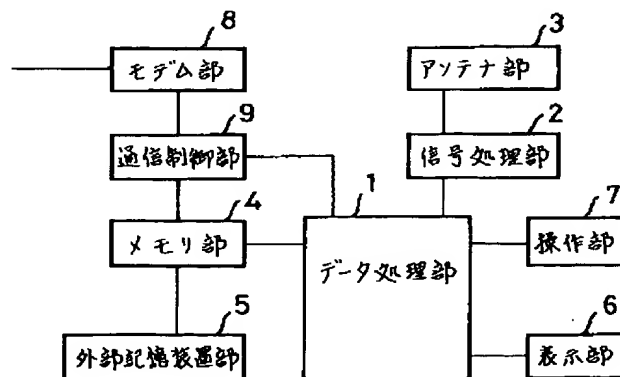 8
モデム部
3
アンテナ部
9
通信制御部
2
信号処理部
4
メモリ部
1
データ処理部
7
操作部
5
外部記憶装置部
6
表示部